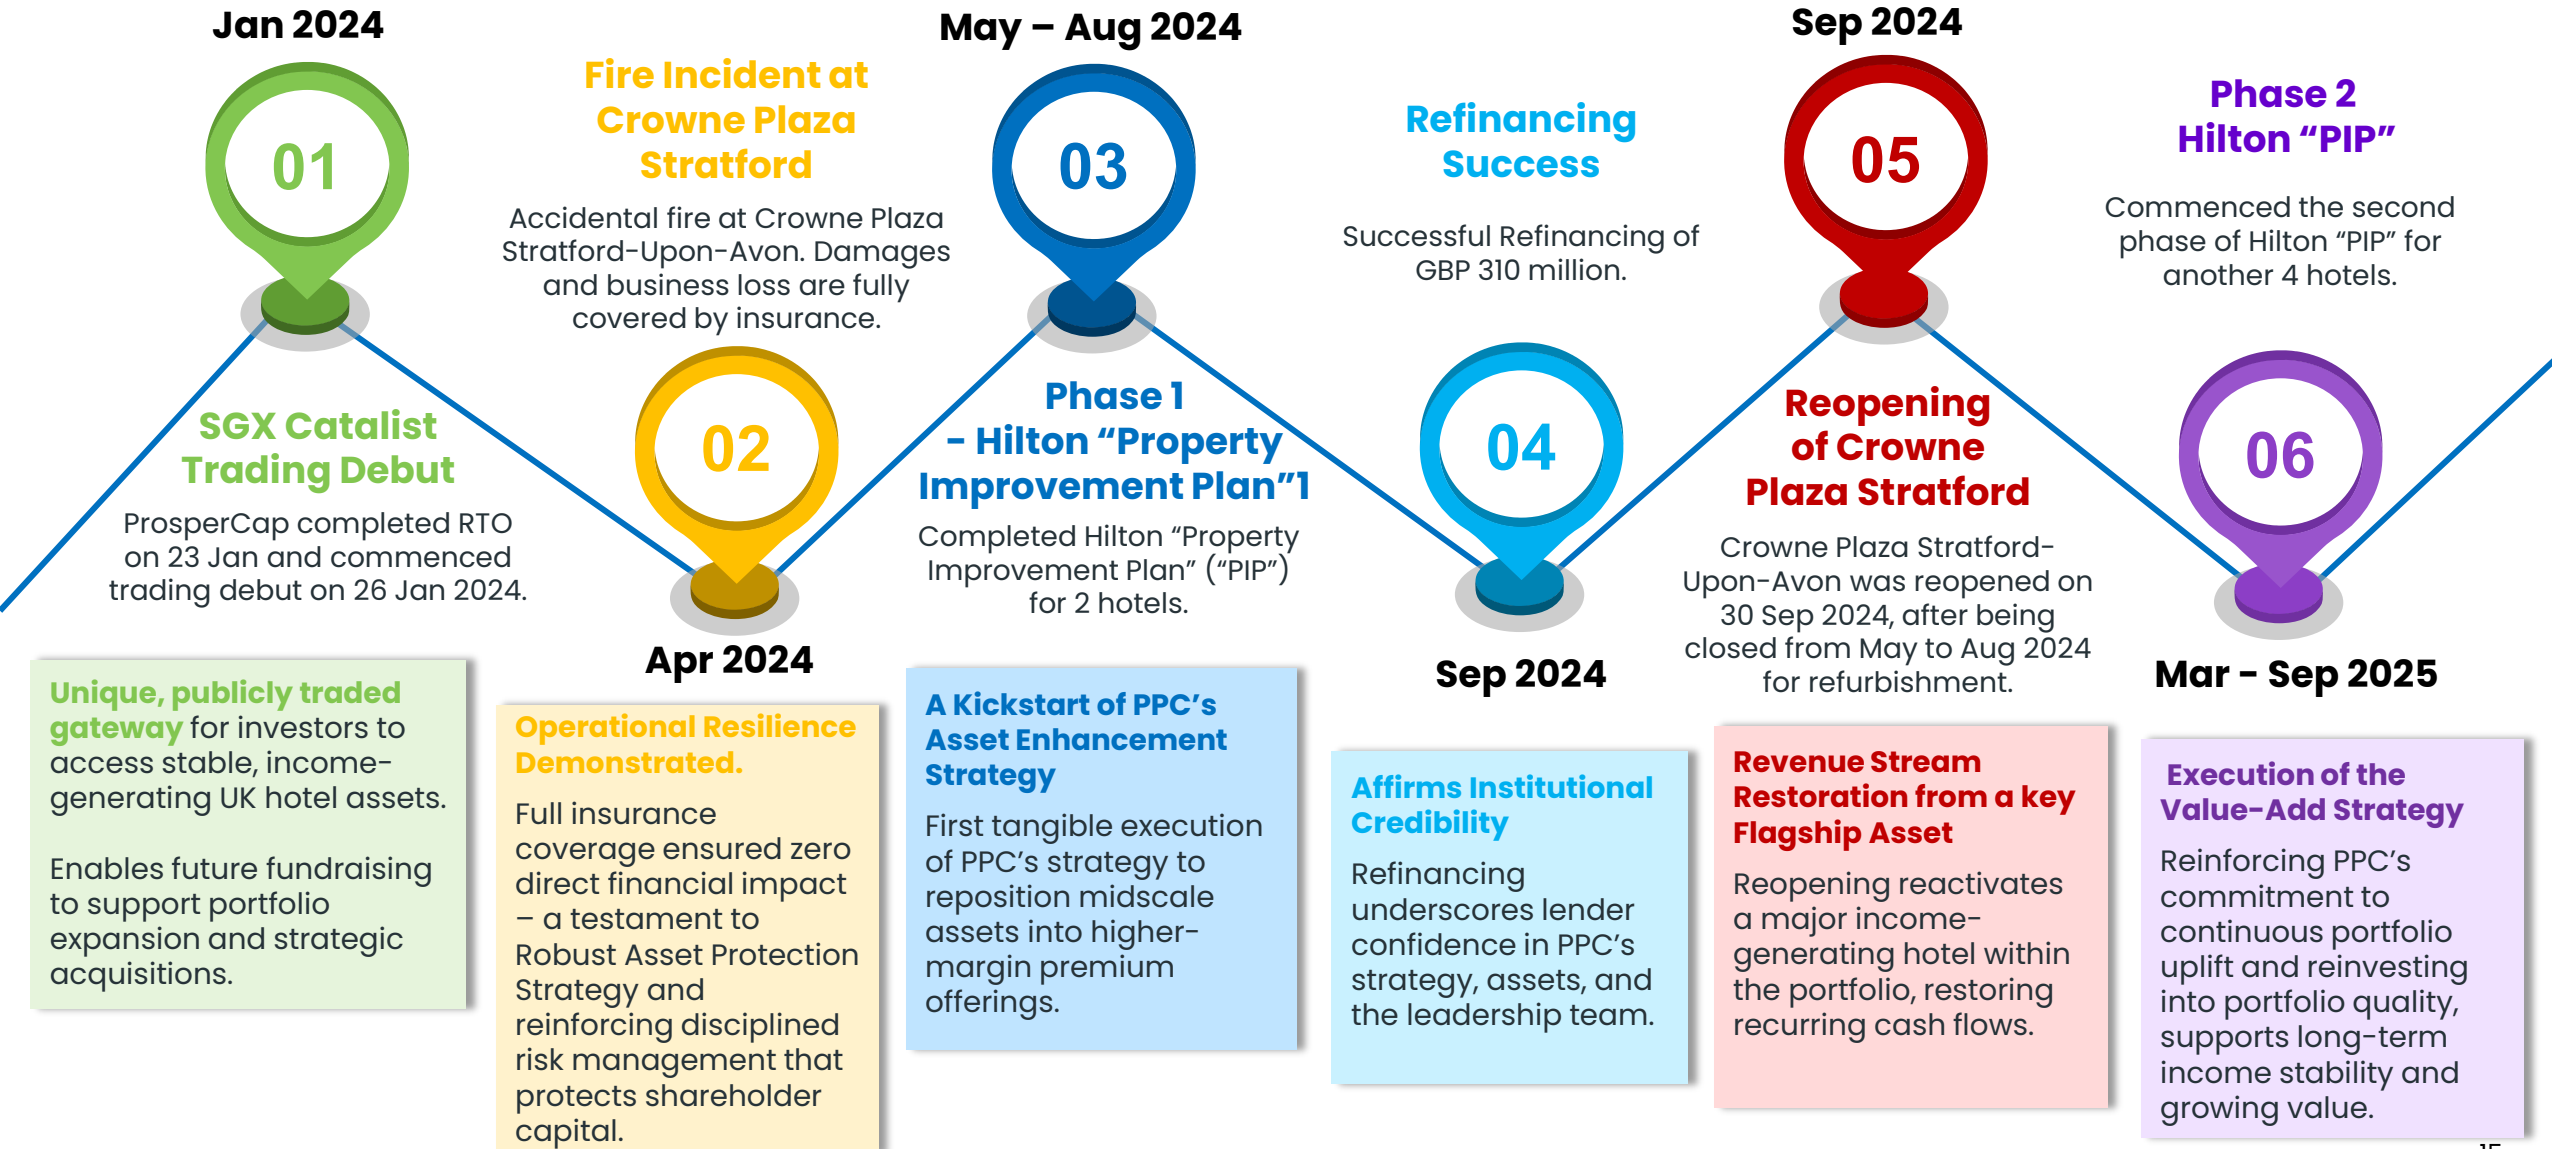 Jan 2024
01
SGX Catalist
Trading Debut
ProsperCap completed RTO
on 23 Jan and commenced
trading debut on 26 Jan 2024.
Unique, publicly traded
gateway for investors to
access stable, income-
generating UK hotel assets.
Enables future fundraising
to support portfolio
expansion and strategic
acquisitions.
Fire Incident at
Crowne Plaza
Stratford
Accidental fire at Crowne Plaza
Stratford-Upon-Avon. Damages
and business loss are fully
covered by insurance.
02
Apr 2024
Operational Resilience
Demonstrated.
Full insurance
coverage ensured zero
direct financial impact
– a testament to
Robust Asset Protection
Strategy and
reinforcing disciplined
risk management that
protects shareholder
capital.
May – Aug 2024
03
Phase 1
- Hilton “Property
Improvement Plan”1
Completed Hilton “Property
Improvement Plan” (“PIP”)
for 2 hotels.
A Kickstart of PPC’s
Asset Enhancement
Strategy
First tangible execution
of PPC’s strategy to
reposition midscale
assets into higher-
margin premium
offerings.
Refinancing
Success
Successful Refinancing of
GBP 310 million.
04
Sep 2024
Affirms Institutional
Credibility
Refinancing
underscores lender
confidence in PPC’s
strategy, assets, and
the leadership team.
Sep 2024
05
Reopening
of Crowne
Plaza Stratford
Crowne Plaza Stratford-
Upon-Avon was reopened on
30 Sep 2024, after being
closed from May to Aug 2024
for refurbishment.
Revenue Stream
Restoration from a key
Flagship Asset
Reopening reactivates
a major income-
generating hotel within
the portfolio, restoring
recurring cash flows.
Phase 2
Hilton “PIP”
Commenced the second
phase of Hilton “PIP” for
another 4 hotels.
06
Mar - Sep 2025
Execution of the
Value-Add Strategy
Reinforcing PPC’s
commitment to
continuous portfolio
uplift and reinvesting
into portfolio quality,
supports long-term
income stability and
growing value.